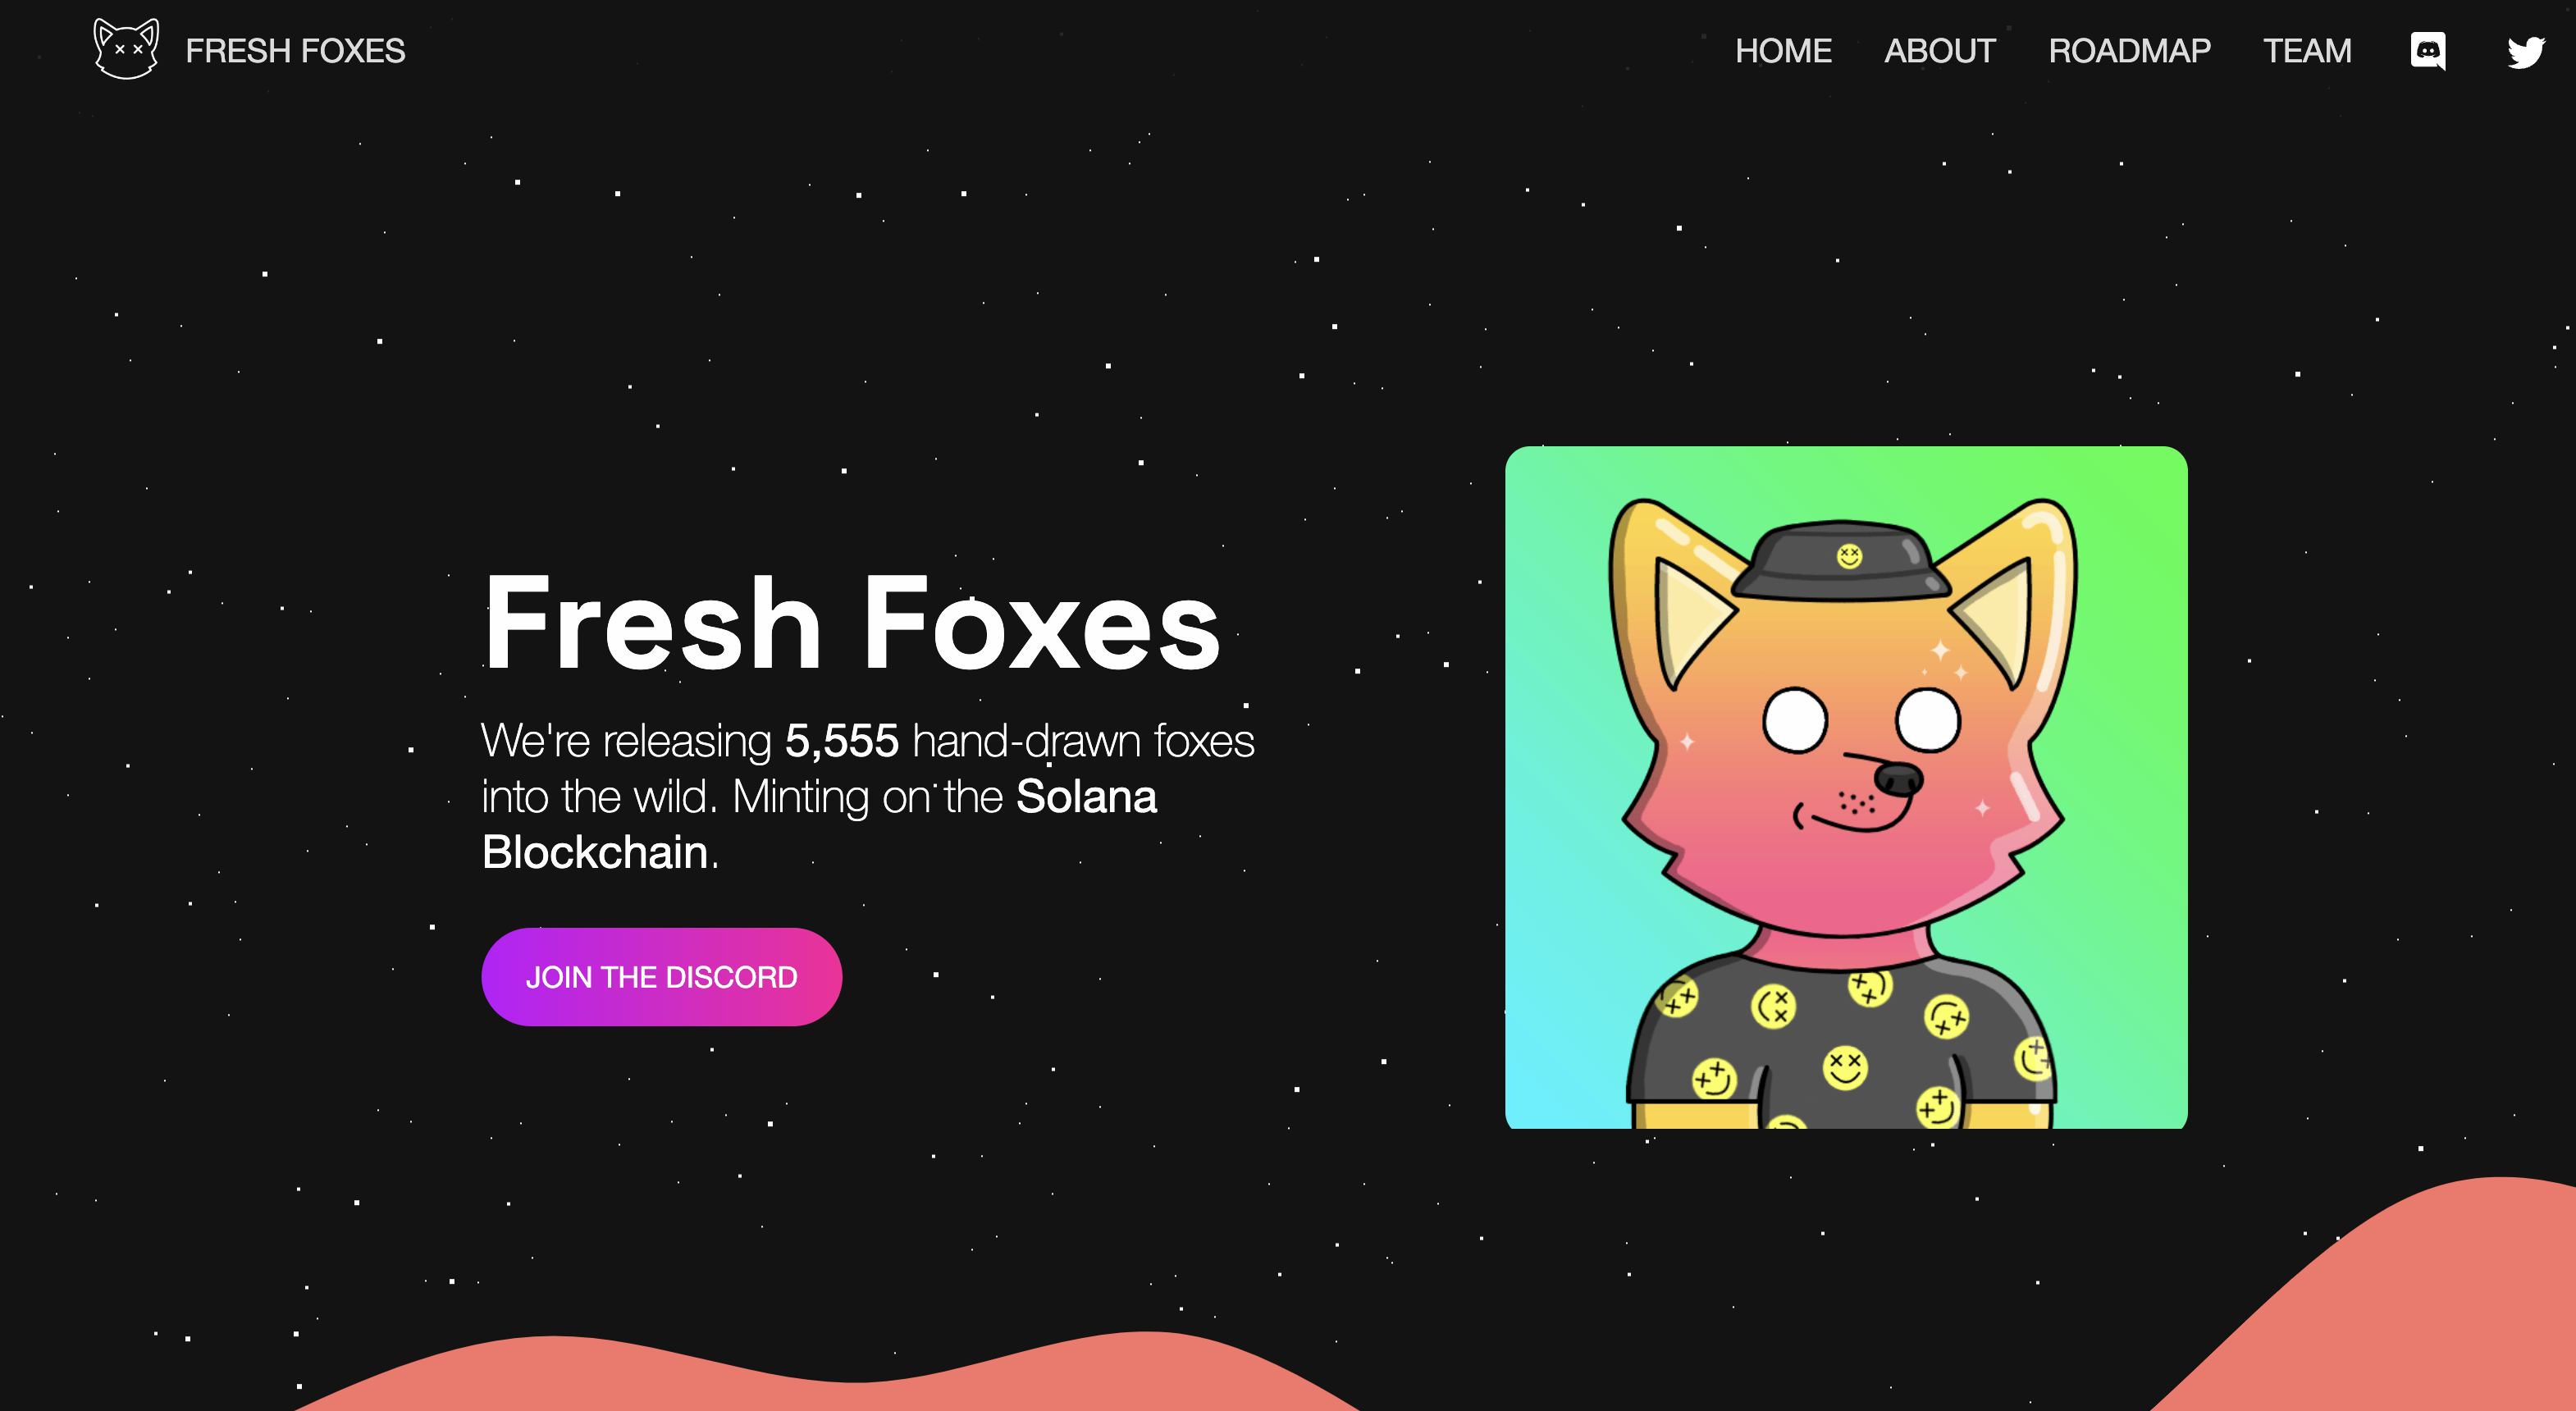 FRESH FOXES
HOME ABOUT ROADMAP TEAM
Fresh Foxes
We're releasing 5,555 hand-drawn foxes
into the wild. Minting on the Solana
Blockchain.
JOIN THE DISCORD